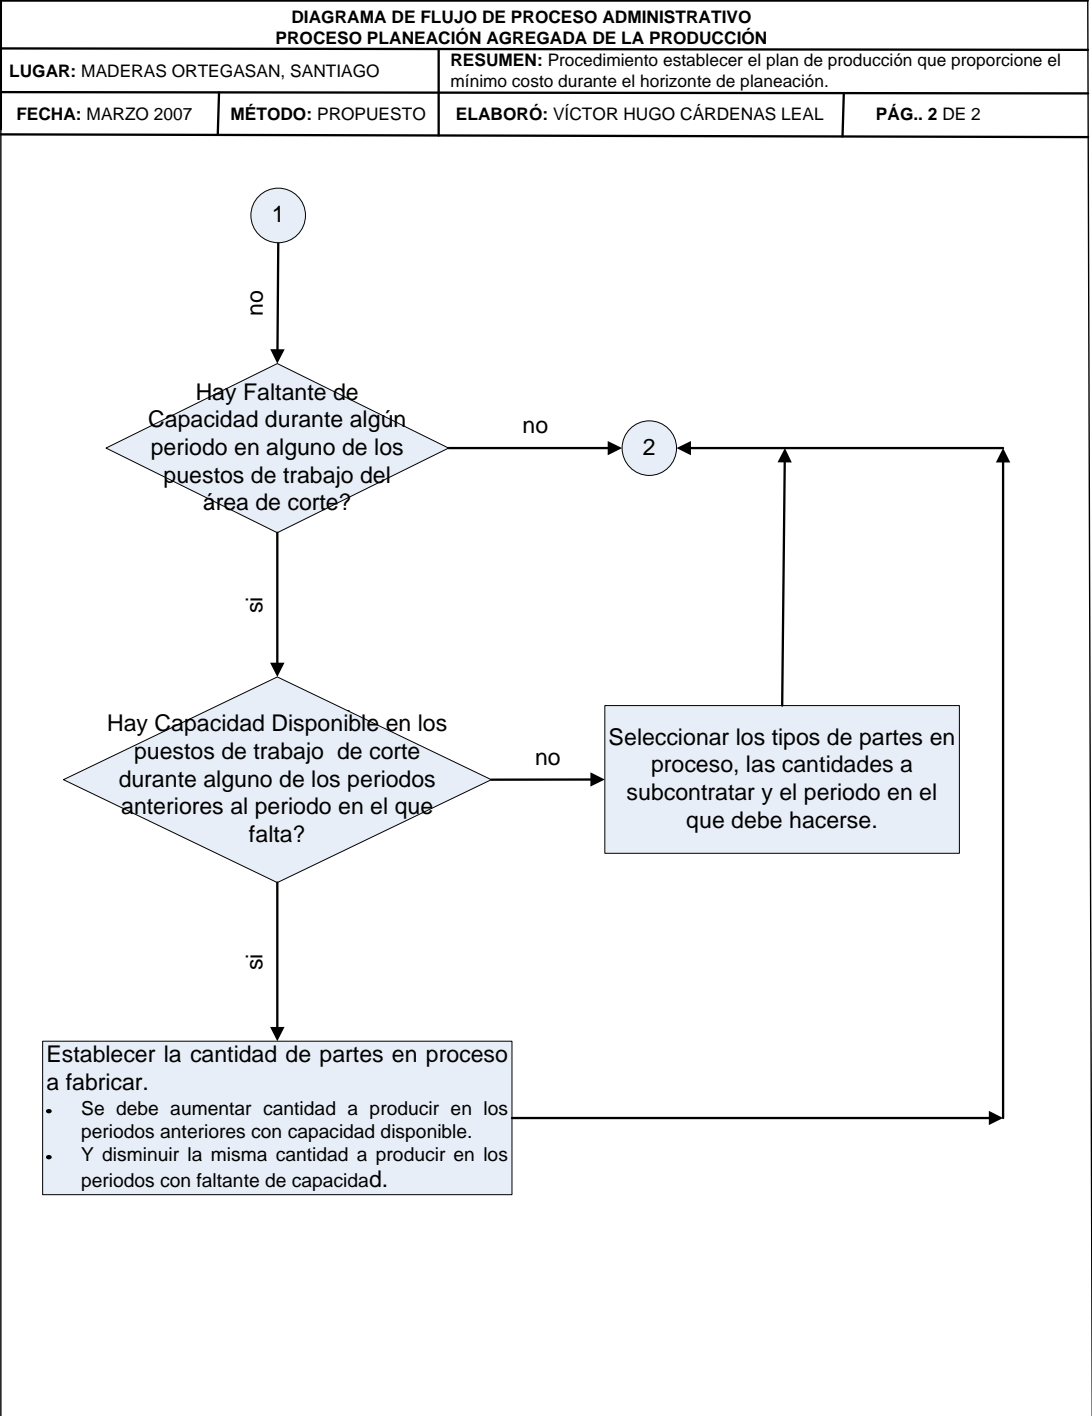 DIAGRAMA DE FLUJO DE PROCESO ADMINISTRATIVO
PROCESO PLANEACIÓN AGREGADA DE LA PRODUCCIÓN
LUGAR: MADERAS ORTEGASAN, SANTIAGO
RESUMEN: Procedimiento establecer el plan de producción que proporcione el
mínimo costo durante el horizonte de planeación.
FECHA: MARZO 2007
MÉTODO: PROPUESTO
ELABORÓ: VÍCTOR HUGO CÁRDENAS LEAL
PÁG.. 2 DE 2
1
no
Hay Faltante de
Capacidad durante algún
periodo en alguno de los
puestos de trabajo del
área de corte?
no
2
si
Hay Capacidad Disponible en los
puestos de trabajo de corte
durante alguno de los periodos
anteriores al periodo en el que
falta?
no
Seleccionar los tipos de partes en
proceso, las cantidades a
subcontratar y el periodo en el
que debe hacerse.
si
Establecer la cantidad de partes en proceso
a fabricar.
• Se debe aumentar cantidad a producir en los
periodos anteriores con capacidad disponible.
• Y disminuir la misma cantidad a producir en los
periodos con faltante de capacidad.